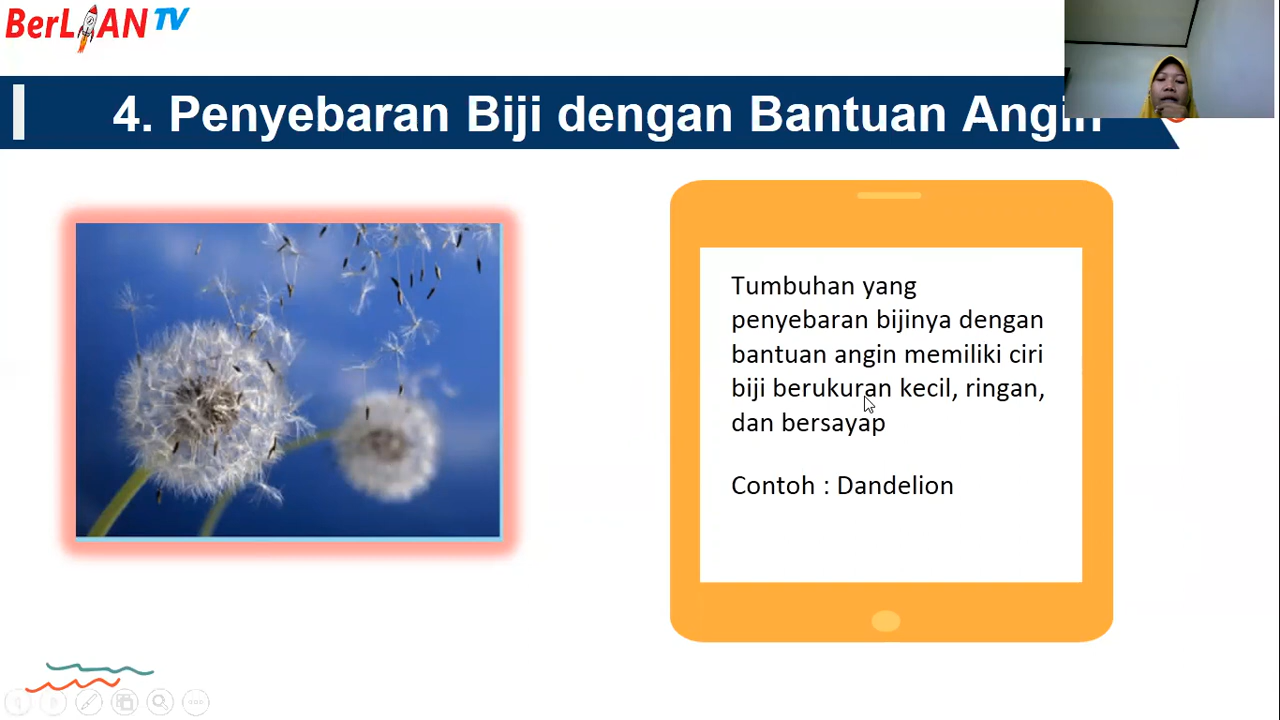 BerLIAN TV
4. Penyebaran Biji dengan Bantuan Angin
Tumbuhan yang
penyebaran bijinya dengan
bantuan angin memiliki ciri
biji berukuran kecil, ringan,
dan bersayap
Contoh : Dandelion